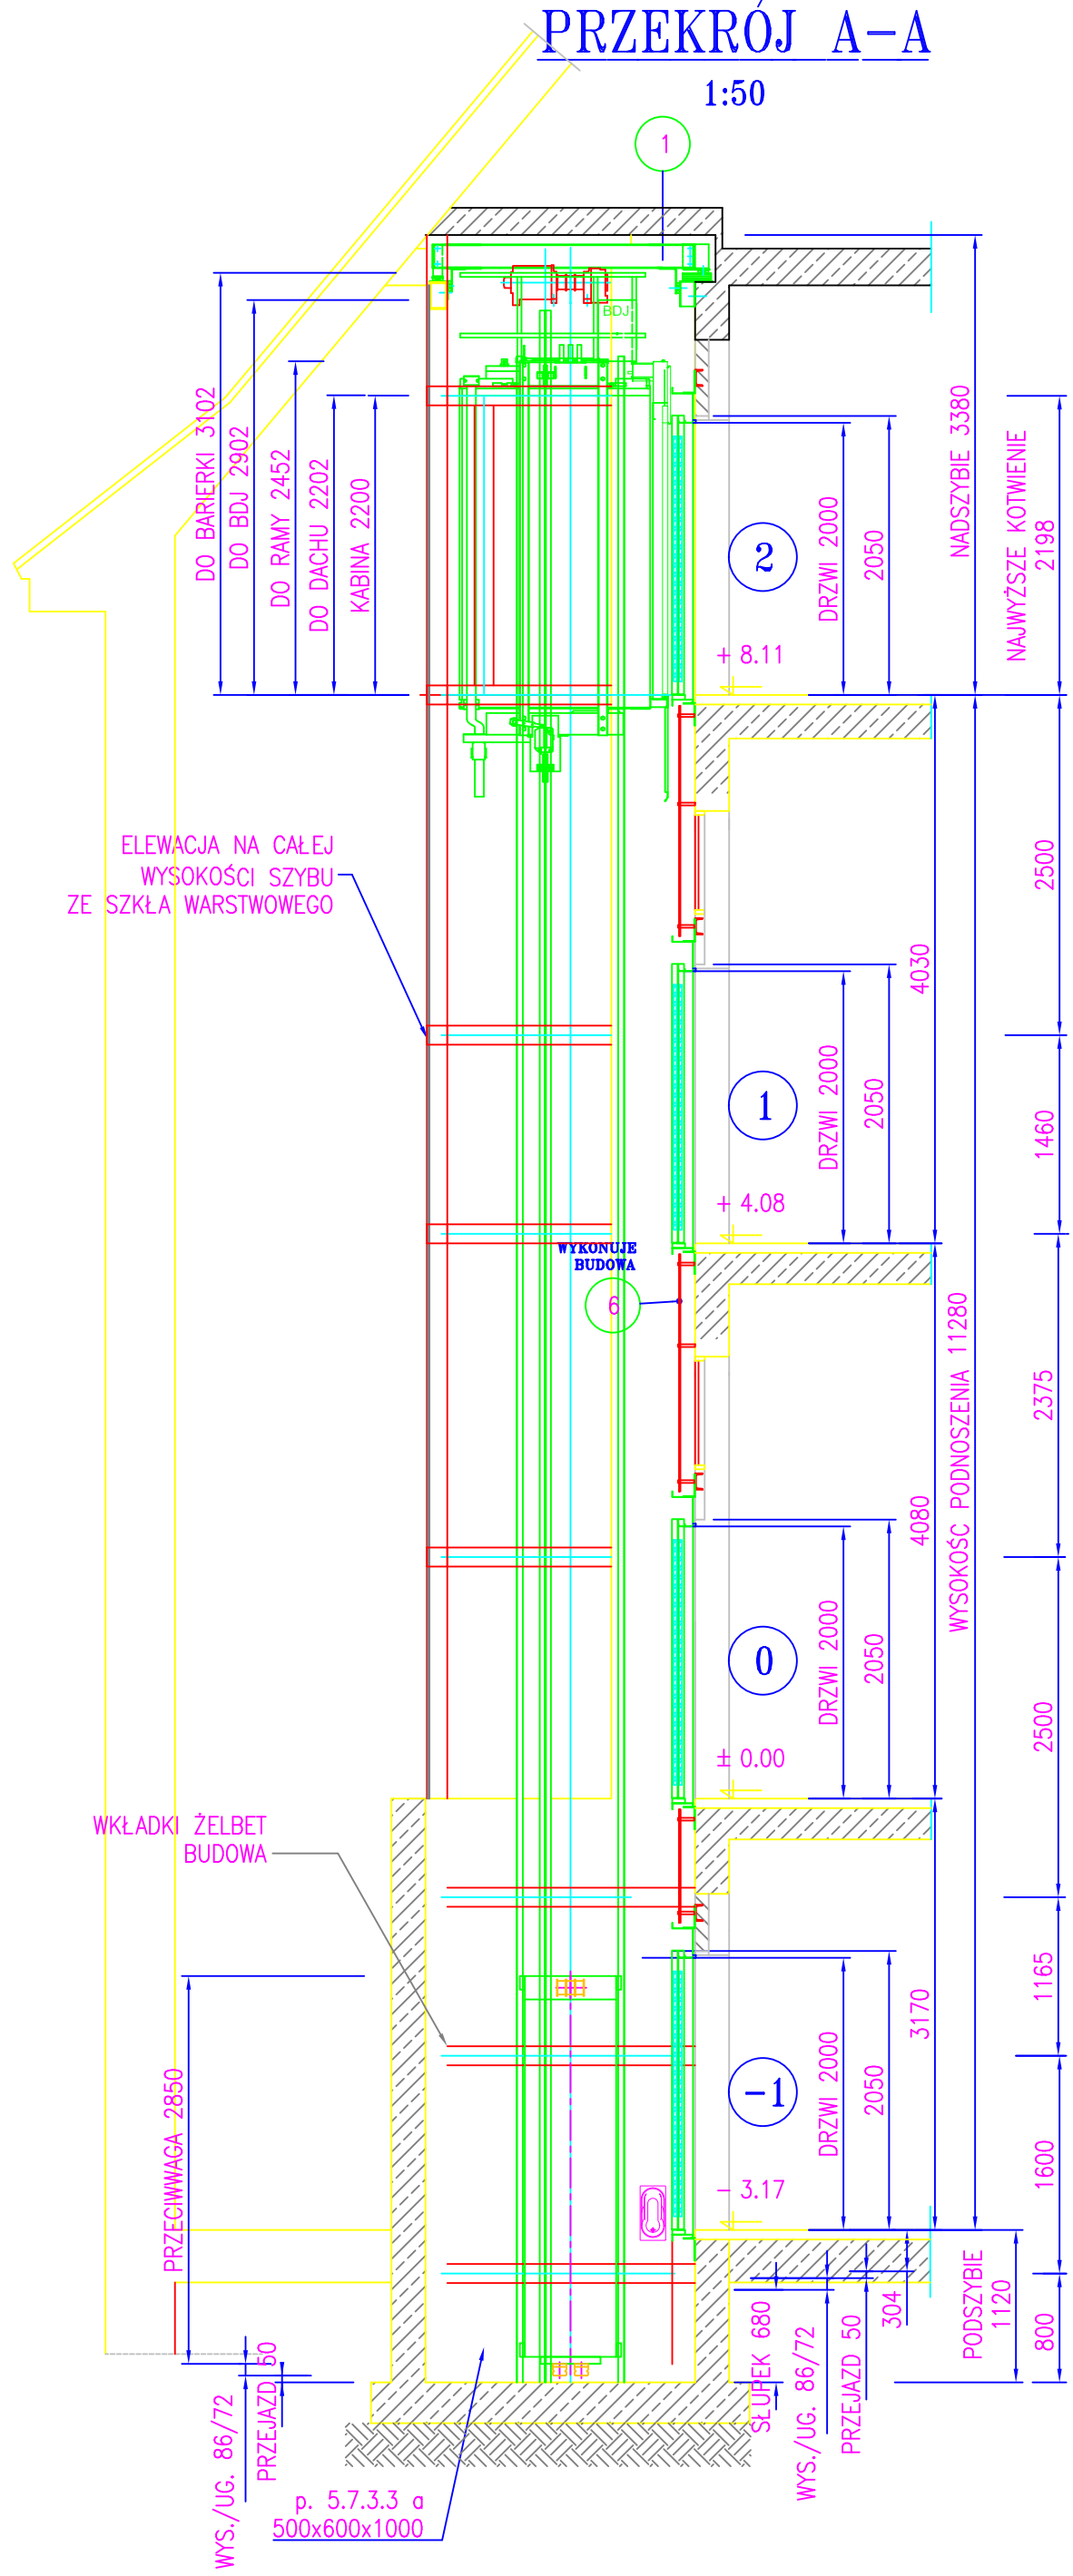 PRZEKRÓJ A-A
1:50
1
BDJ
DO BARIERKI 3102
DO BDJ 2902
DO RAMY 2452
DO DACHU 2202
KABINA 2200
2
+ 8.11
DRZWI 2000
2050
NADSZYBIE 3380
NAJWYŻSZE KOTWIENIE
2198
ELEWACJA NA CAŁEJ
WYSOKOŚCI SZYBU
ZE SZKŁA WARSTWOWEGO
2500
4030
1
+ 4.08
DRZWI 2000
2050
1460
WYKONUJE
BUDOWA
6
WYSOKOŚC PODNOSZENIA 11280
2375
4080
0
± 0.00
DRZWI 2000
2050
2500
WKŁADKI ŻELBET
BUDOWA
1165
3170
-1
- 3.17
DRZWI 2000
2050
1600
PRZECIWWAGA 2850
WYS./UG. 86/72
PRZEJAZD 50
SŁUPEK 680
WYS./UG. 86/72
PRZEJAZD 50
304
PODSZYBIE
1120
800
p. 5.7.3.3 a
500x600x1000